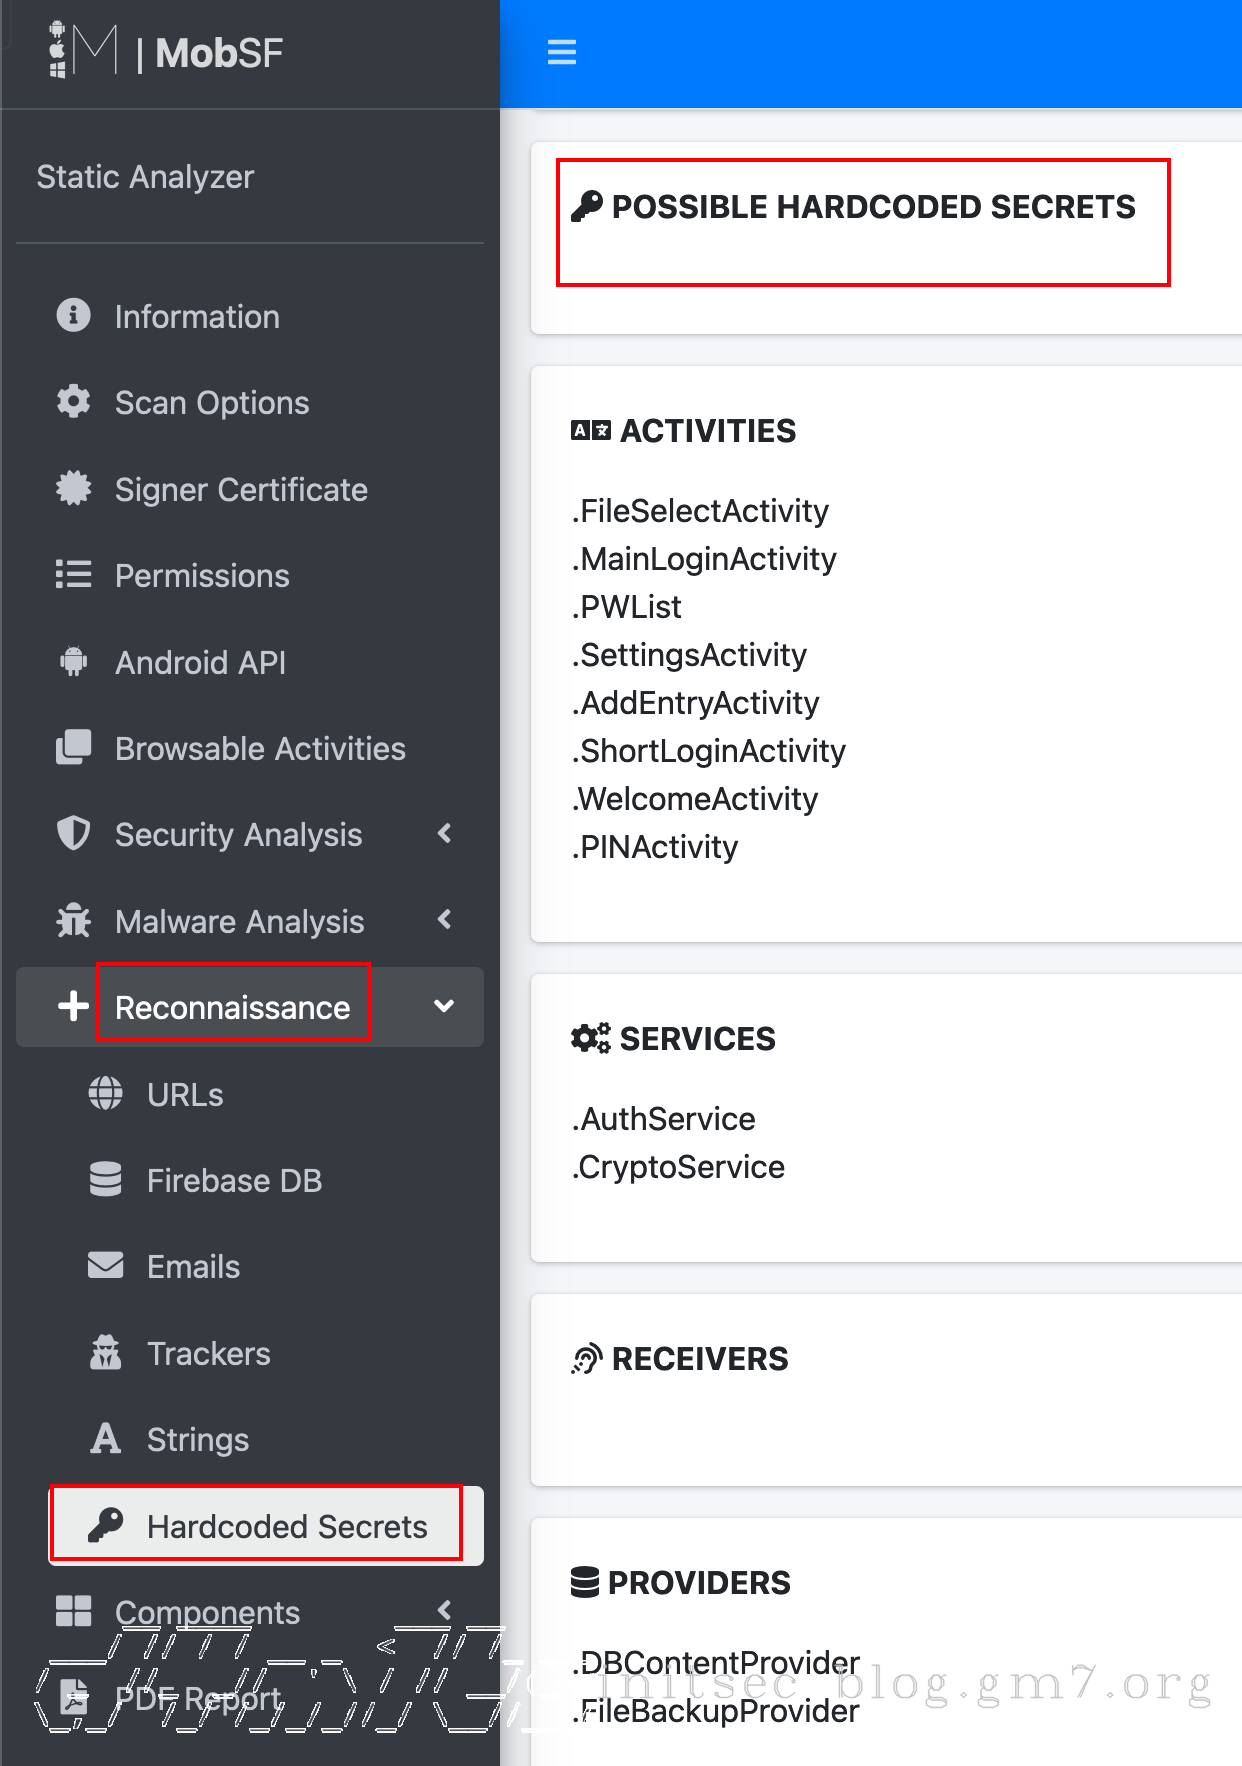 | MobSF
Static Analyzer
Information
Scan Options
Signer Certificate
Permissions
Android API
Browsable Activities
Security Analysis
Malware Analysis
Reconnaissance
URLs
Firebase DB
Emails
Trackers
Strings
Hardcoded Secrets
Components
PDF Report
POSSIBLE HARDCODED SECRETS
ACTIVITIES
.FileSelectActivity
.MainLoginActivity
.PWList
.SettingsActivity
.AddEntryActivity
.ShortLoginActivity
.WelcomeActivity
.PINActivity
SERVICES
.AuthService
.CryptoService
RECEIVERS
PROVIDERS
.DBContentProvider
.FileBackupProvider
blog.gm7.org